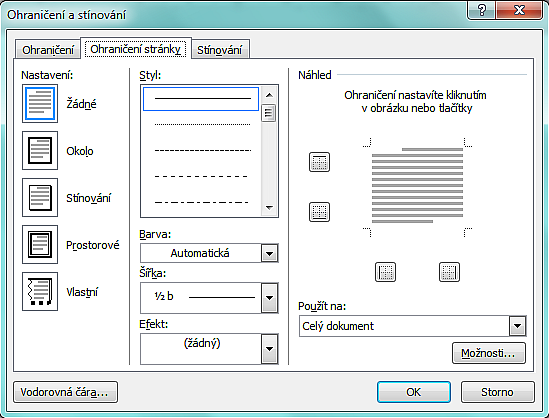 Ohraničení a stínování
Ohraničení
Ohraničení stránky
Stínování
Nastavení:
Žádné
Okolo
Stínování
Prostorové
Vlastní
Styl:
Barva:
Automatická
Šířka:
½ b
Efekt:
(žádný)
Náhled
Ohraničení nastavíte kliknutím
v obrázku nebo tlačítky
Použít na:
Celý dokument
Možnosti...
Vodorovná čára...
OK
Storno